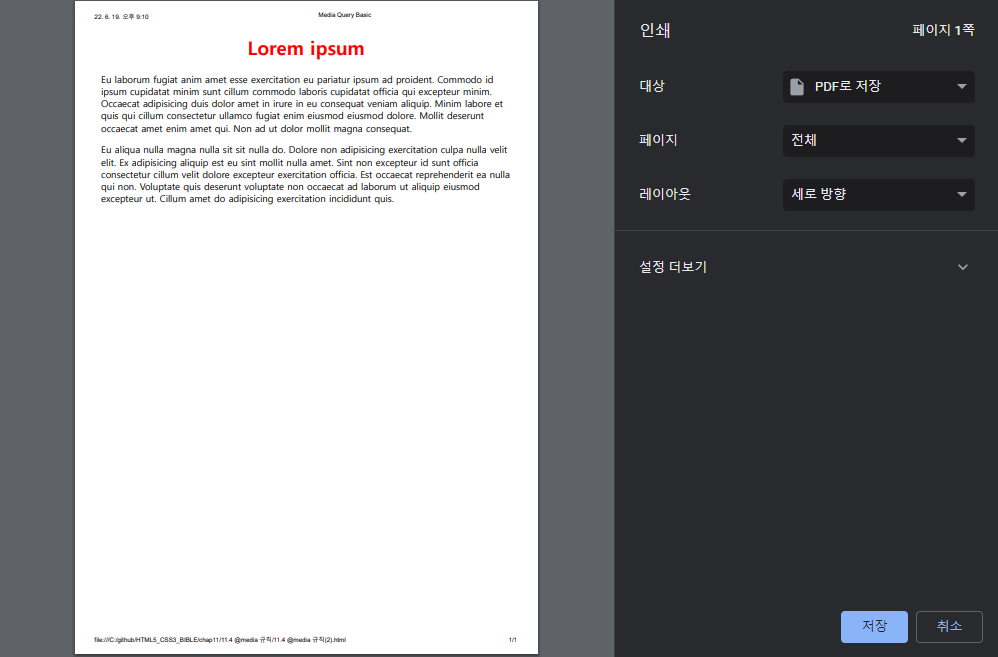 22. 6. 19. 오후 9:10
Media Query Basic
Lorem ipsum
Eu laborum fugiat anim amet esse exercitation eu pariatur ipsum ad proident. Commodo id
ipsum cupidatat minim sunt cillum commodo laboris cupidatat officia qui excepteur minim.
Occaecat adipisicing duis dolor amet in irure in eu consequat veniam aliquip. Minim labore et
quis qui cillum consectetur ullamco fugiat enim eiusmod eiusmod dolore. Mollit deserunt
occaecat amet enim amet qui. Non ad ut dolor mollit magna consequat.
Eu aliqua nulla magna nulla sit sit nulla do. Dolore non adipisicing exercitation culpa nulla velit
elit. Ex adipisicing aliquip est eu sint mollit nulla amet. Sint non excepteur id sunt officia
consectetur cillum velit dolore excepteur exercitation officia. Est occaecat reprehenderit ea nulla
qui non. Voluptate quis deserunt voluptate non occaecat ad laborum ut aliquip eiusmod
excepteur ut. Cillum amet do adipisicing exercitation incididunt quis.
file:///C:/github/HTML5_CSS3_BIBLE/chap11/11.4 @media 규칙/11.4 @media 규칙(2).html
1/1
인쇄
페이지 1쪽
대상
PDF로 저장
페이지
전체
레이아웃
세로 방향
설정 더보기
저장
취소